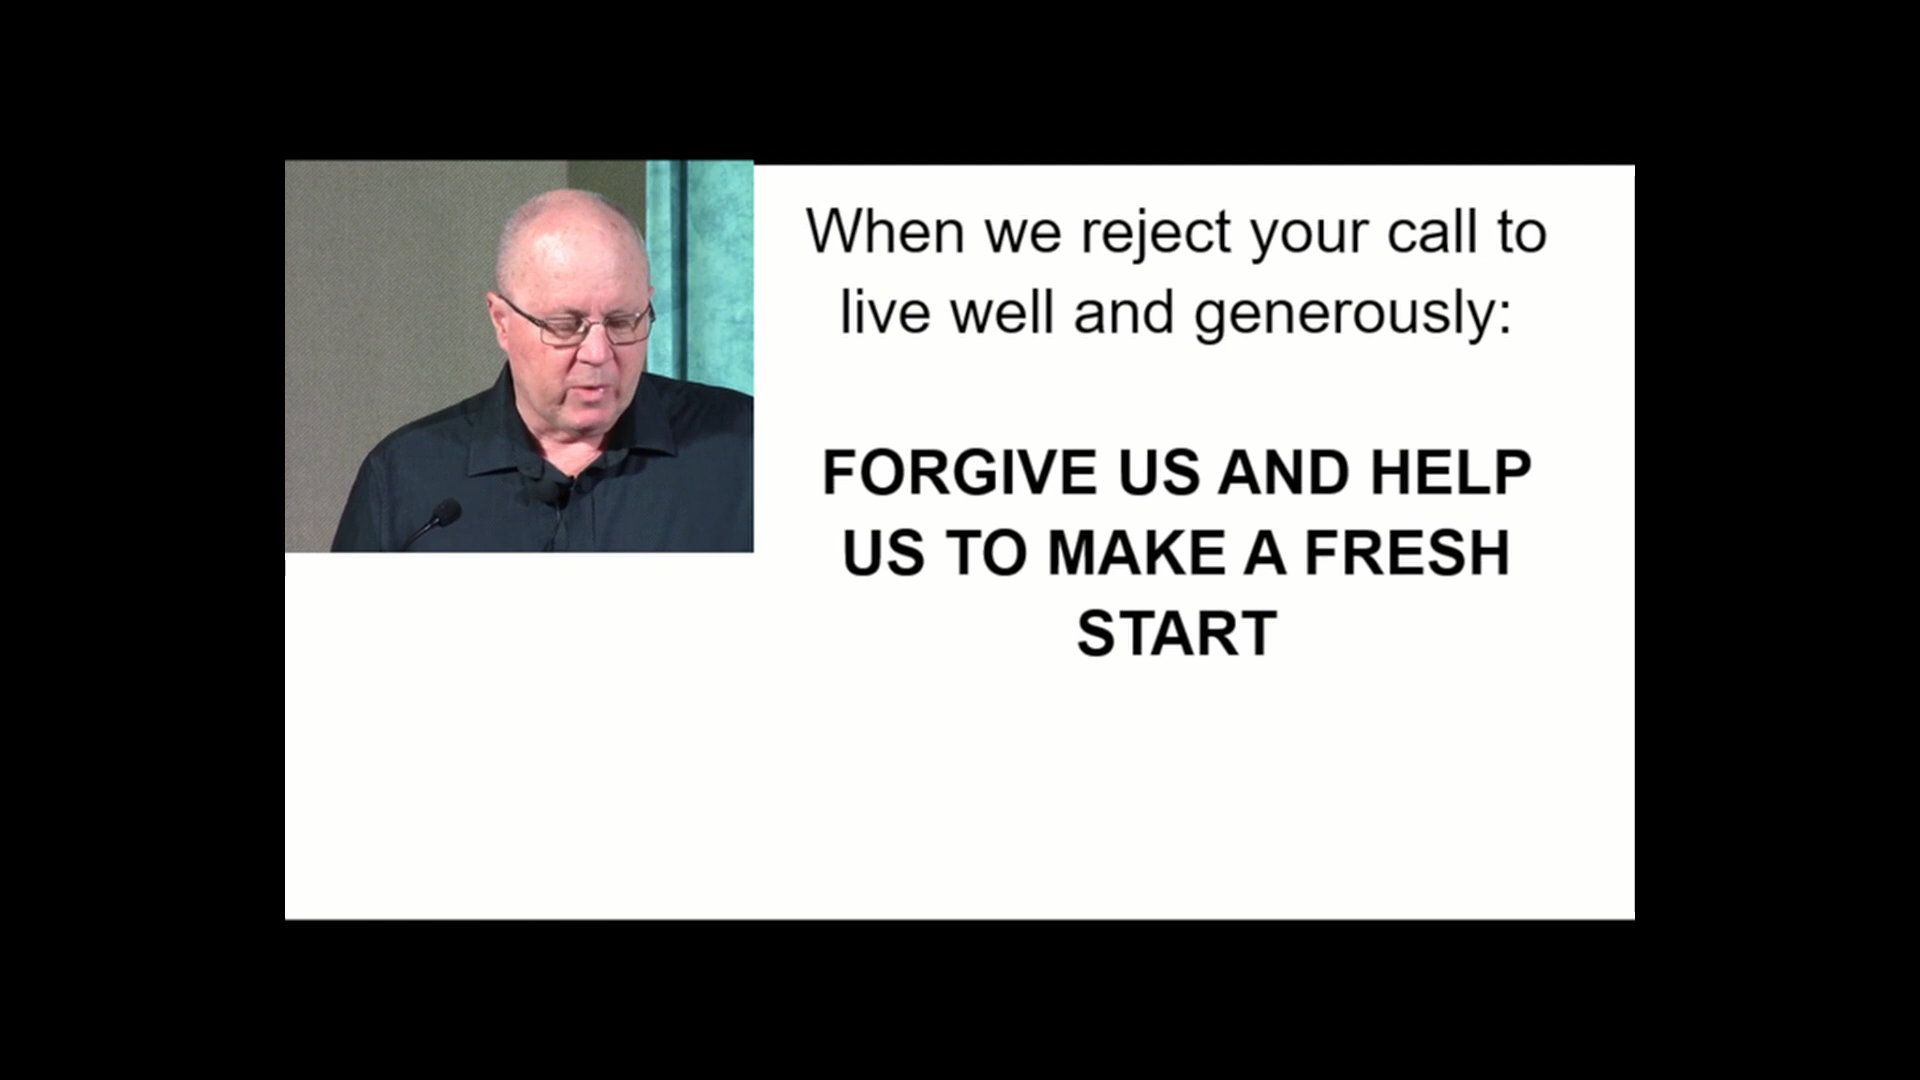 When we reject your call to
live well and generously:
FORGIVE US AND HELP
US TO MAKE A FRESH
START